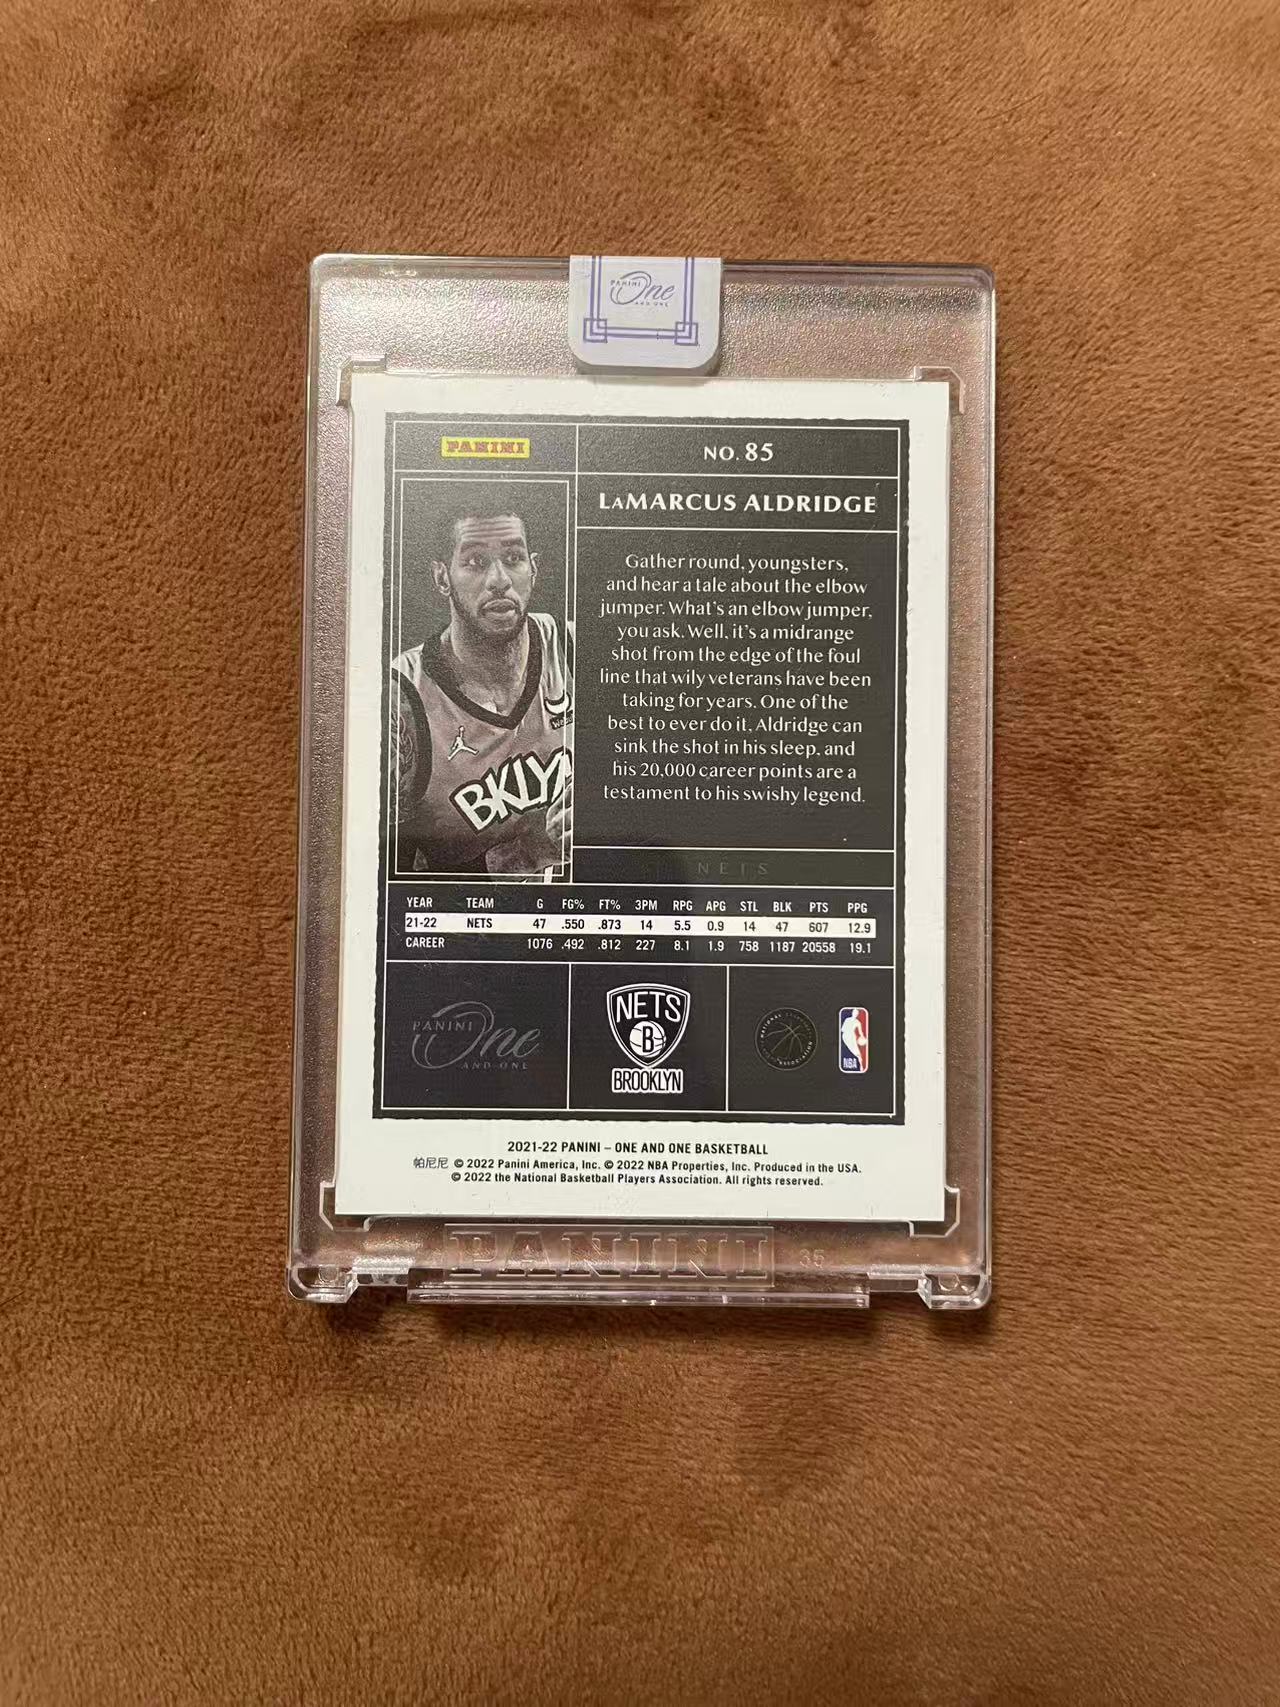 PANINI
One
AND ONE
PANINI
NO. 85
LaMARCUS ALDRIDGE
Gather round, youngsters,
and hear a tale about the elbow
jumper. What's an elbow jumper,
you ask. Well, it's a midrange
shot from the edge of the foul
line that wily veterans have been
taking for years. One of the
best to ever do it, Aldridge can
sink the shot in his sleep, and
his 20,000 career points are a
testament to his swishy legend.
BKLY
NETS
YEAR TEAM G FG% FT% 3PM RPG APG STL BLK PTS PPG
21-22 NETS 47 .550 .873 14 5.5 0.9 14 47 607 12.9
CAREER 1076 .492 .812 227 8.1 1.9 758 1187 20558 19.1
PANINI
One
AND ONE
NETS
B
BROOKLYN
NBA
2021-22 PANINI – ONE AND ONE BASKETBALL
帕尼尼 © 2022 Panini America, Inc. © 2022 NBA Properties, Inc. Produced in the USA.
© 2022 the National Basketball Players Association. All rights reserved.
PANINI 35